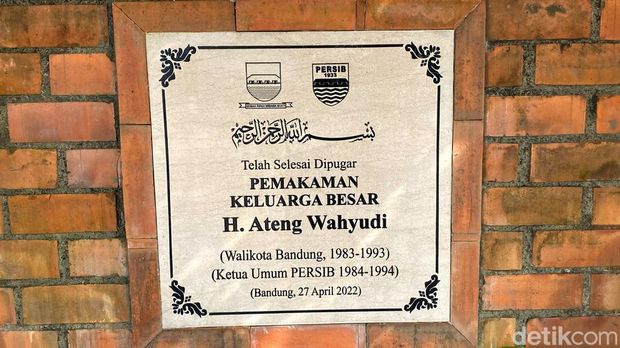 PERSIB
1933
بسم الله الرحمن الرحيم
Telah Selesai Dipugar
PEMAKAMAN
KELUARGA BESAR
H. Ateng Wahyudi
(Walikota Bandung, 1983-1993)
(Ketua Umum PERSIB 1984-1994)
(Bandung, 27 April 2022)
detikcom